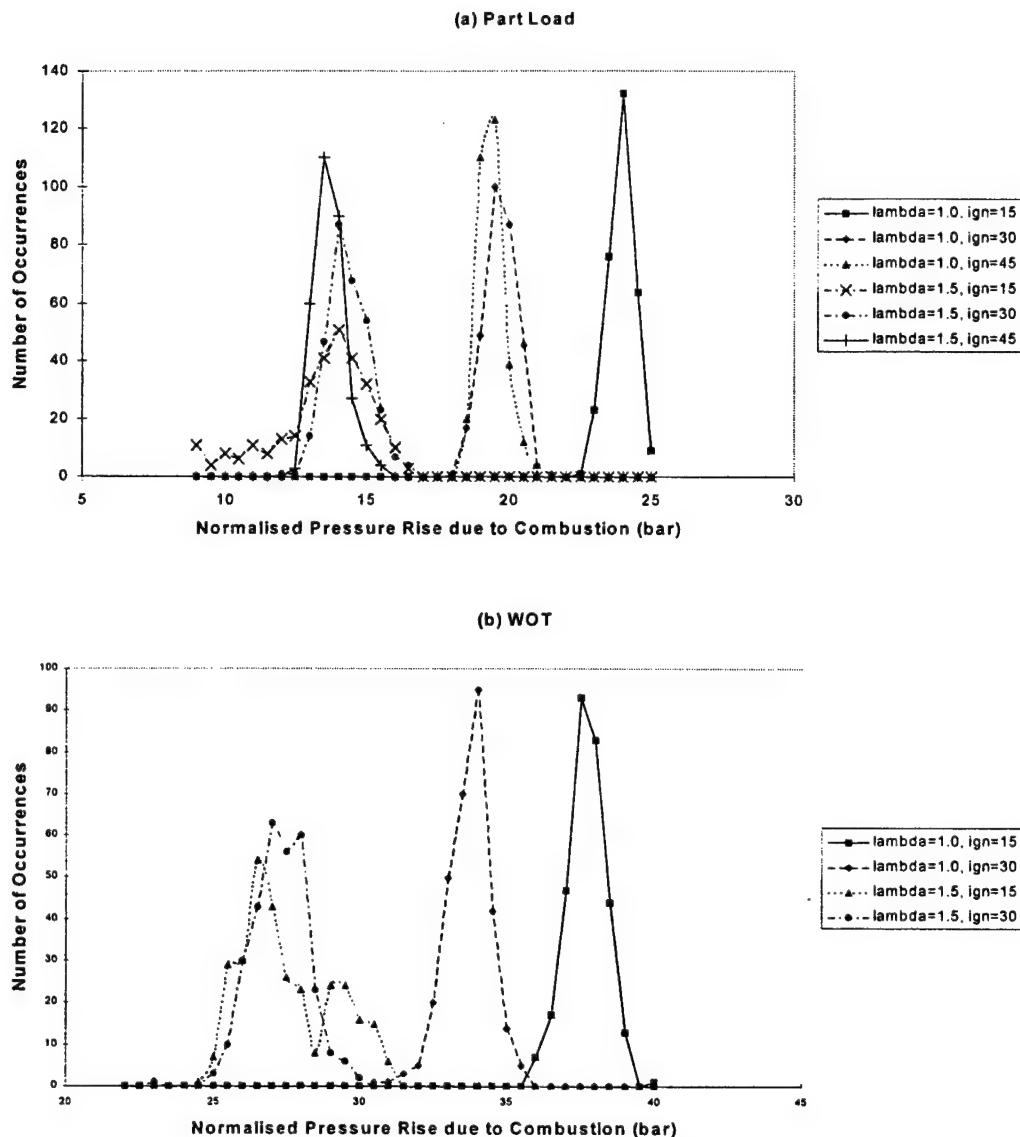 (a) Part Load
140
120
100
80
60
40
20
0
Number of Occurrences
5
10
15
20
25
30
Normalised Pressure Rise due to Combustion (bar)
lambda=1.0, ign=15
lambda=1.0, ign=30
lambda=1.0, ign=45
lambda=1.5, ign=15
lambda=1.5, ign=30
lambda=1.5, ign=45
(b) WOT
100
90
80
70
60
50
40
30
20
10
0
Number of Occurrences
20
25
30
35
40
45
Normalised Pressure Rise due to Combustion (bar)
lambda=1.0, ign=15
lambda=1.0, ign=30
lambda=1.5, ign=15
lambda=1.5, ign=30